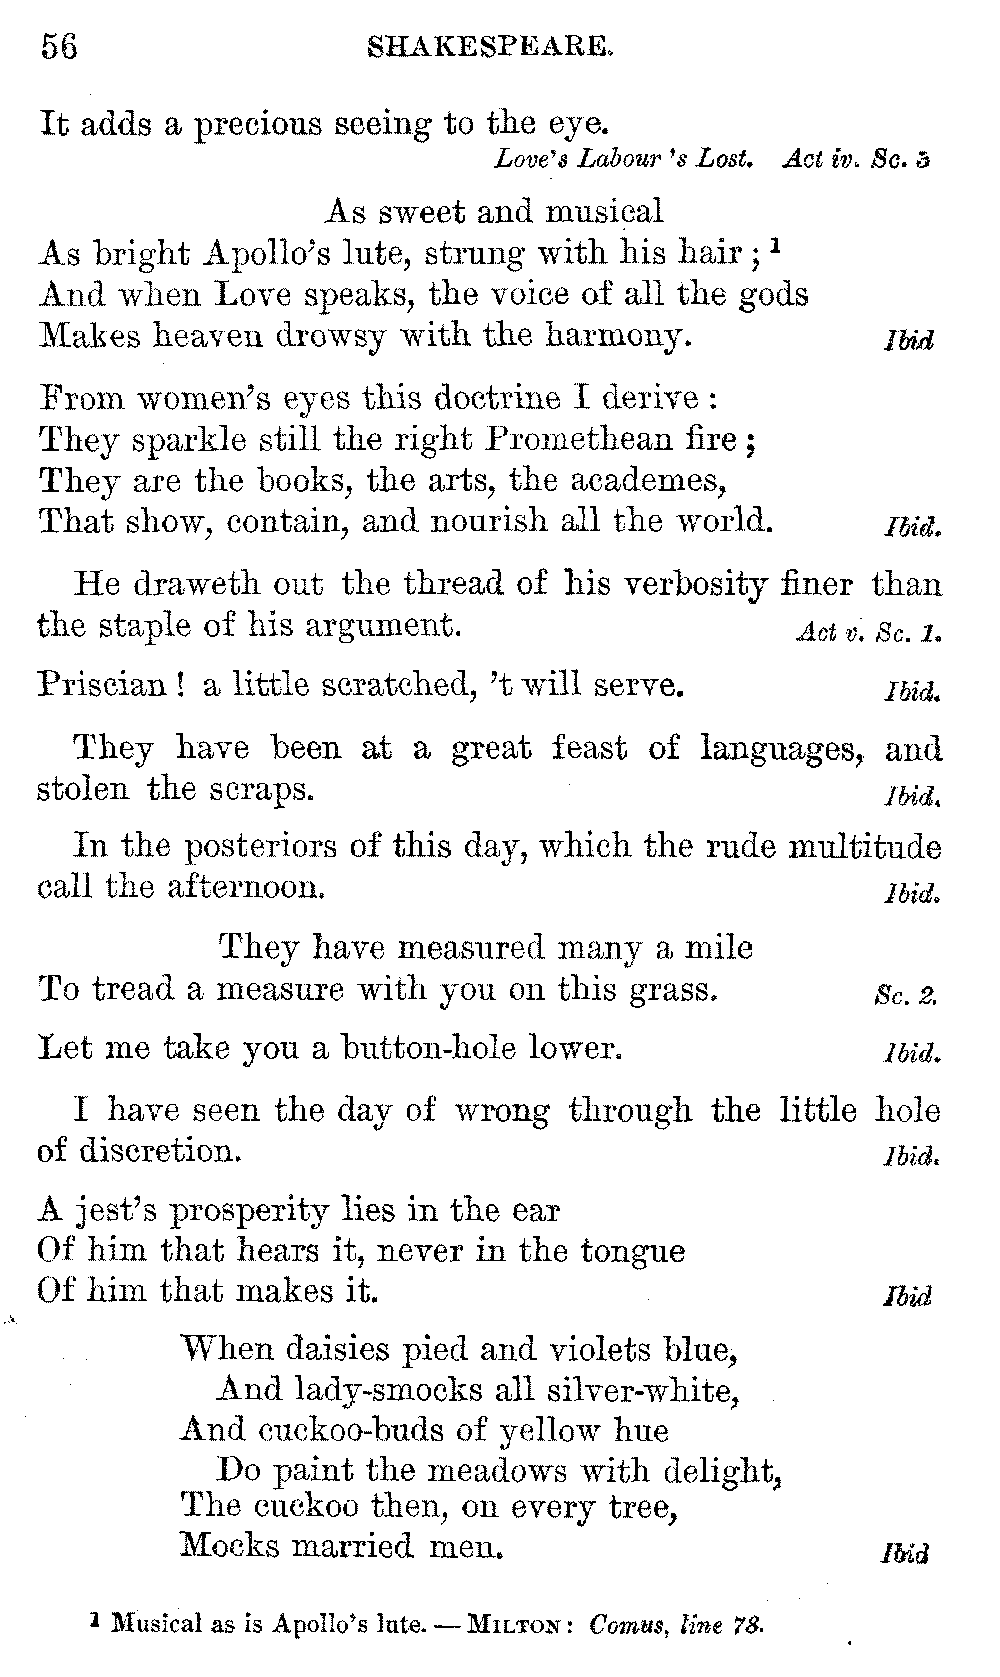 56 SHAKESPEARE.
It adds a precious seeing to the eye.
Love's Labour 's Lost. Act iv. Sc. 3
As sweet and musical
As bright Apollo's lute, strung with his hair ; 1
And when Love speaks, the voice of all the gods
Makes heaven drowsy with the harmony. Ibid
From women's eyes this doctrine I derive :
They sparkle still the right Promethean fire ;
They are the books, the arts, the academes,
That show, contain, and nourish all the world. Ibid.
He draweth out the thread of his verbosity finer than
the staple of his argument. Act v. Sc. 1.
Priscian ! a little scratched, 't will serve. Ibid.
They have been at a great feast of languages, and
stolen the scraps. Ibid.
In the posteriors of this day, which the rude multitude
call the afternoon. Ibid.
They have measured many a mile
To tread a measure with you on this grass. Sc. 2.
Let me take you a button-hole lower. Ibid.
I have seen the day of wrong through the little hole
of discretion. Ibid.
A jest's prosperity lies in the ear
Of him that hears it, never in the tongue
Of him that makes it. Ibid
When daisies pied and violets blue,
And lady-smocks all silver-white,
And cuckoo-buds of yellow hue
Do paint the meadows with delight,
The cuckoo then, on every tree,
Mocks married men. Ibid
1 Musical as is Apollo's lute. — MILTON: Comus, line 78.